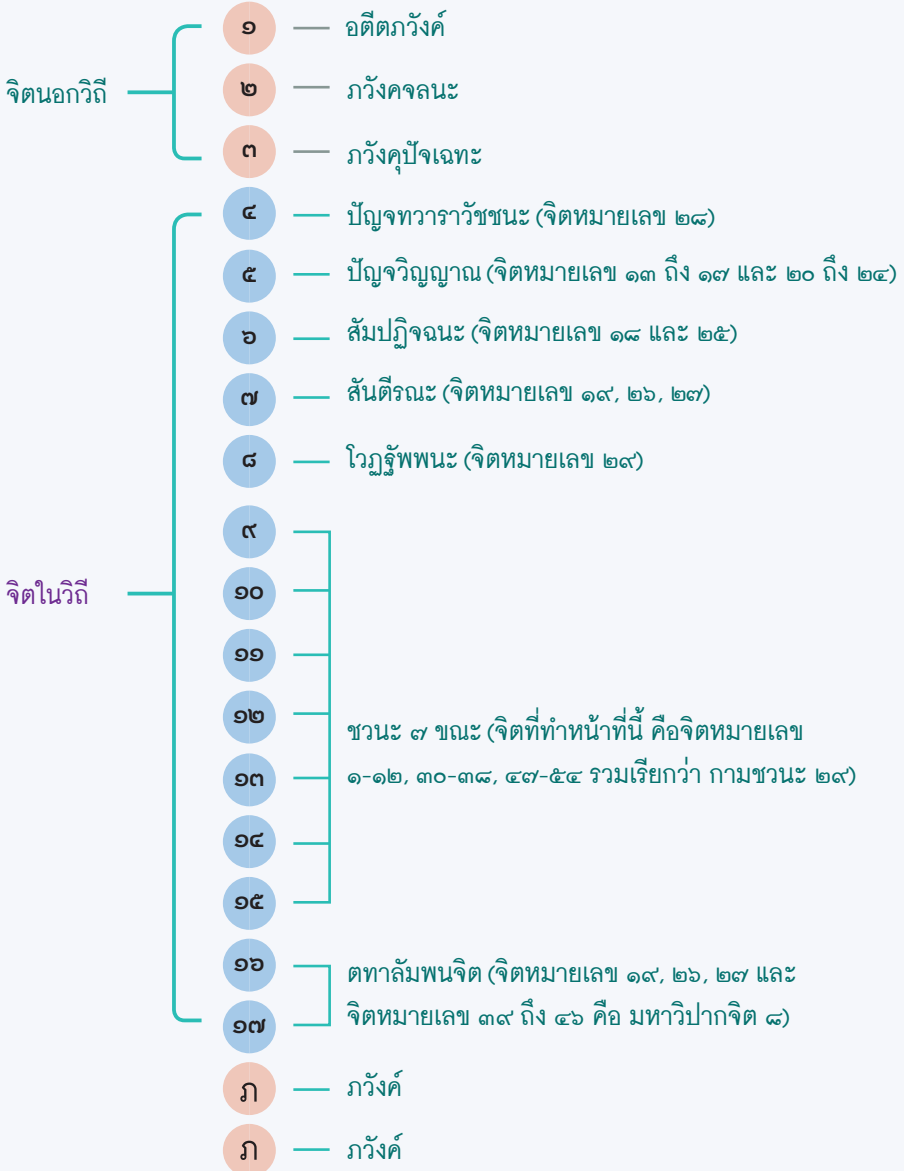 ๑ อตีตภวังค์
จิตนอกวิถี ๒ ภวังคจลนะ
๓ ภวังคุปัจเฉทะ
๔ ปัญจทวาราวัชชนะ (จิตหมายเลข ๒๘)
๕ ปัญจวิญญาณ (จิตหมายเลข ๑๓ ถึง ๑๗ และ ๒๐ ถึง ๒๔)
๖ สัมปฏิจฉนะ (จิตหมายเลข ๑๘ และ ๒๕)
๗ สันตีรณะ (จิตหมายเลข ๑๙, ๒๖, ๒๗)
๘ โวฏฐัพพนะ (จิตหมายเลข ๒๙)
๙
จิตในวิถี ๑๐
๑๑
๑๒ ชวนะ ๗ ขณะ (จิตที่ทำหน้าที่นี้ คือจิตหมายเลข
๑๓ ๑-๑๒, ๓๐-๓๘, ๔๗-๕๔ รวมเรียกว่า กามชวนะ ๒๙)
๑๔
๑๕
๑๖ ตทาลัมพนจิต (จิตหมายเลข ๑๙, ๒๖, ๒๗ และ
๑๗ จิตหมายเลข ๓๙ ถึง ๔๖ คือ มหาวิปากจิต ๘)
ภ ภวังค์
ภ ภวังค์